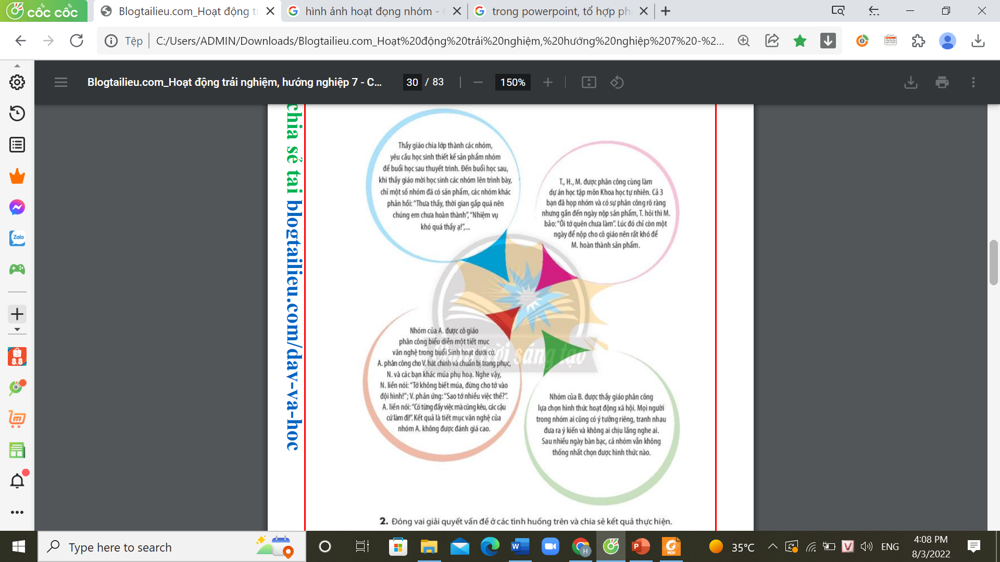 cốc cốc
Blogtailieu.com_Hoạt động tr
hình ảnh hoạt đọng nhóm - G
trong powerpoint, tổ hợp ph
Tệp
C:/Users/ADMIN/Downloads/Blogtailieu.com_Hoạt%20động%20trải%20nghiệm,%20hướng%20nghiệp%207%20-%2...
Blogtailieu.com_Hoạt động trải nghiệm, hướng nghiệp 7 - C...
30 / 83
150%
chia sẻ tai blogtailieu.com/day-va-hoc
Thầy giáo chia lớp thành các nhóm,
yêu cầu học sinh thiết kế sản phẩm nhóm
để buổi học sau thuyết trình. Đến buổi học sau,
khi thầy giáo mời học sinh các nhóm lên trình bày,
chỉ một số nhóm đã có sản phẩm, các nhóm khác
phản hồi: “Thưa thầy, thời gian gấp quá nên
chúng em chưa hoàn thành”, “Nhiệm vụ
khó quá thầy ạ!”,...
T., H., M. được phân công cùng làm
dự án học tập môn Khoa học tự nhiên. Cả 3
bạn đã họp nhóm và có sự phân công rõ ràng
nhưng gần đến ngày nộp sản phẩm, T. hỏi thì M.
bảo: “Ôi tớ quên chưa làm”. Lúc đó chỉ còn một
ngày để nộp cho cô giáo nên rất khó để
M. hoàn thành sản phẩm.
Nhóm của A. được cô giáo
phân công biểu diễn một tiết mục
văn nghệ trong buổi Sinh hoạt dưới cờ.
A. phân công cho V. hát chính và chuẩn bị trang phục,
N. và các bạn khác múa phụ hoạ. Nghe vậy,
N. liền nói: “Tớ không biết múa, đừng cho tớ vào
đội hình!”; V. phản ứng: “Sao tớ nhiều việc thế?”.
A. liền nói: “Có từng đấy việc mà cũng kêu, các cậu
cứ làm đi!”. Kết quả là tiết mục văn nghệ của
nhóm A. không được đánh giá cao.
Chân trời sáng tạo
Nhóm của B. được thầy giáo phân công
lựa chọn hình thức hoạt động xã hội. Mọi người
trong nhóm ai cũng có ý tưởng riêng, tranh nhau
đưa ra ý kiến và không ai chịu lắng nghe ai.
Sau nhiều ngày bàn bạc, cả nhóm vẫn không
thống nhất chọn được hình thức nào.
2. Đóng vai giải quyết vấn đề ở các tình huống trên và chia sẻ kết quả thực hiện.
Zalo
8.8
Type here to search
35°C
ENG
4:08 PM
8/3/2022